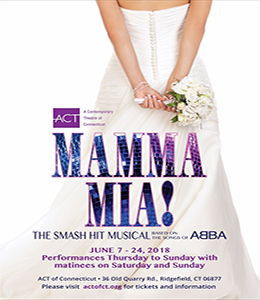 ACT
A Contemporary
Theatre of
Connecticut
MAMMA
MIA!
THE SMASH HIT MUSICAL BASED ON
THE SONGS OF ABBA
JUNE 7 - 24, 2018
Performances Thursday to Sunday with
matinees on Saturday and Sunday
ACT of Connecticut • 36 Old Quarry Rd., Ridgefield, CT 06877
Please visit actofct.org for tickets and information